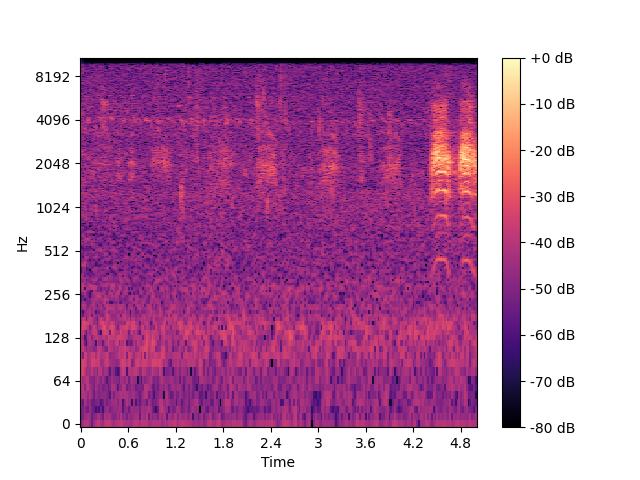 8192
4096
2048
1024
512
256
128
64
0
Hz
0
0.6
1.2
1.8
2.4
3
3.6
4.2
4.8
Time
+0 dB
-10 dB
-20 dB
-30 dB
-40 dB
-50 dB
-60 dB
-70 dB
-80 dB